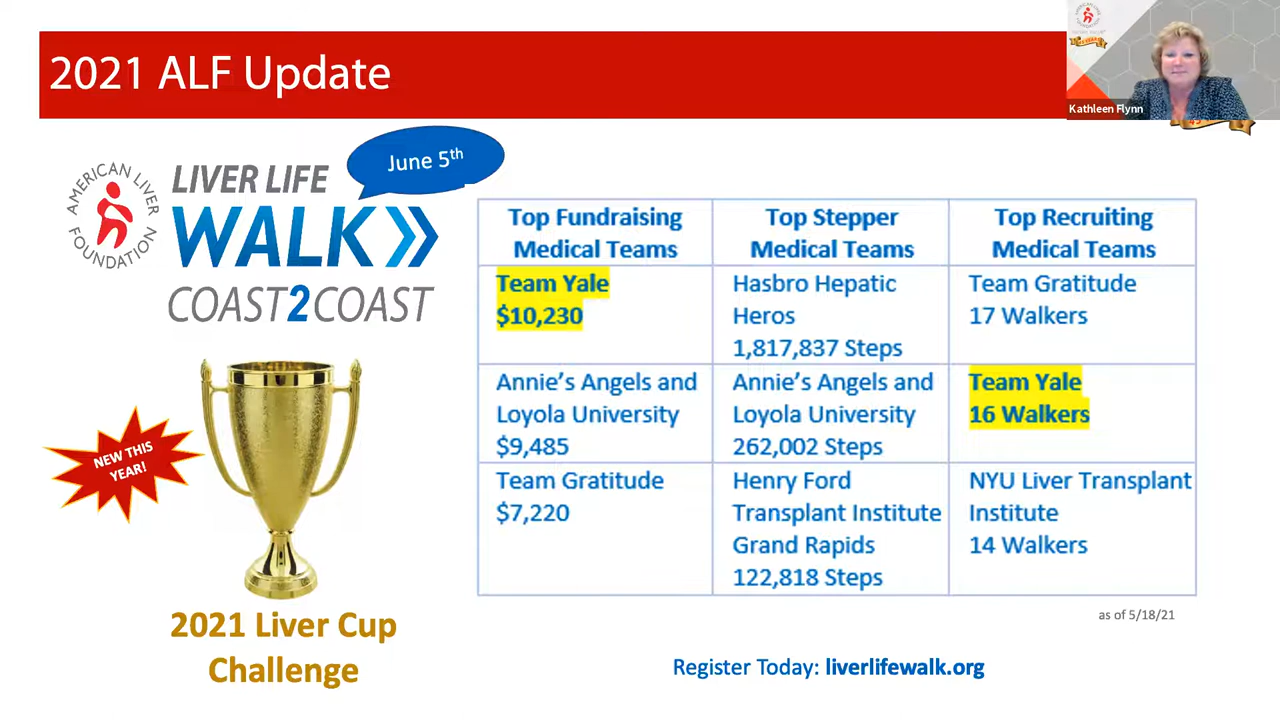 2021 ALF Update
Kathleen Flynn
AMERICAN LIVER
FOUNDATION
LIVER LIFE
WALK
COAST2COAST
June 5th
NEW THIS
YEAR!
2021 Liver Cup
Challenge
Top Fundraising
Medical Teams
Top Stepper
Medical Teams
Top Recruiting
Medical Teams
Team Yale
$10,230
Hasbro Hepatic
Heros
1,817,837 Steps
Team Gratitude
17 Walkers
Annie's Angels and
Loyola University
$9,485
Annie's Angels and
Loyola University
262,002 Steps
Team Yale
16 Walkers
Team Gratitude
$7,220
Henry Ford
Transplant Institute
Grand Rapids
122,818 Steps
NYU Liver Transplant
Institute
14 Walkers
as of 5/18/21
Register Today: liverlifewalk.org